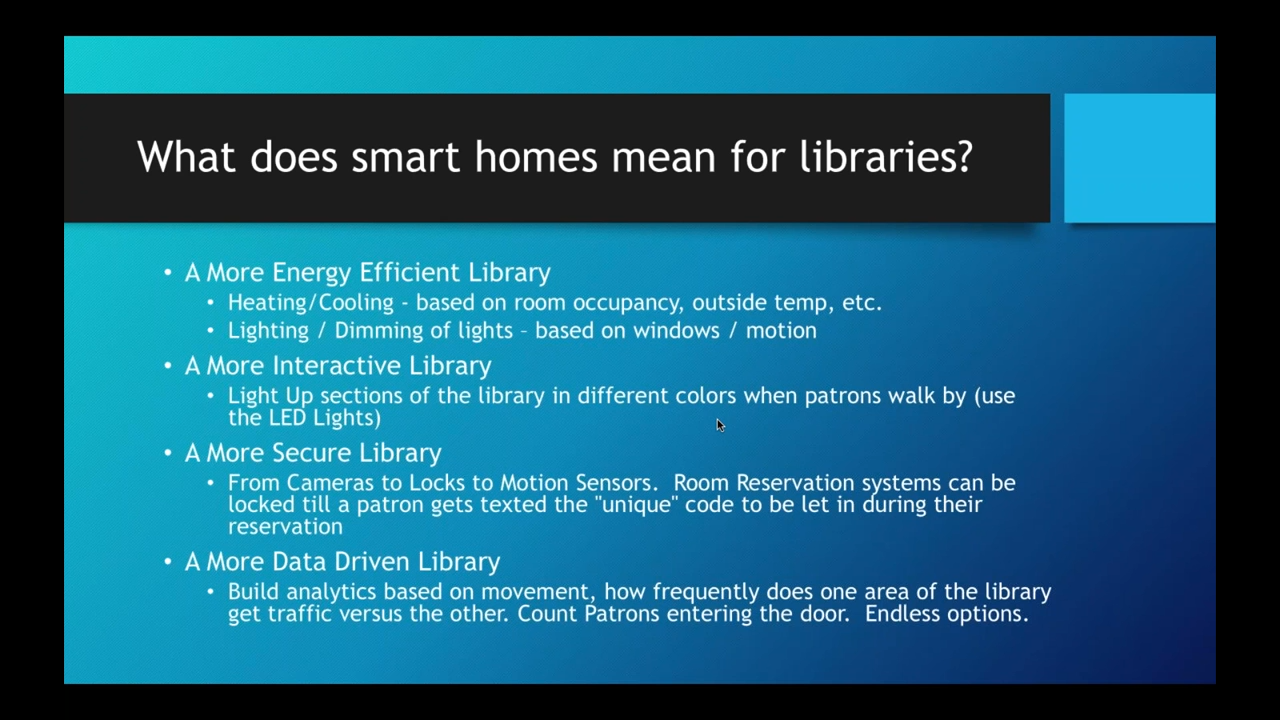 What does smart homes mean for libraries?
• A More Energy Efficient Library
• Heating/Cooling - based on room occupancy, outside temp, etc.
• Lighting / Dimming of lights – based on windows / motion
• A More Interactive Library
• Light Up sections of the library in different colors when patrons walk by (use
the LED Lights)
• A More Secure Library
• From Cameras to Locks to Motion Sensors.  Room Reservation systems can be
locked till a patron gets texted the "unique" code to be let in during their
reservation
• A More Data Driven Library
• Build analytics based on movement, how frequently does one area of the library
get traffic versus the other. Count Patrons entering the door.  Endless options.